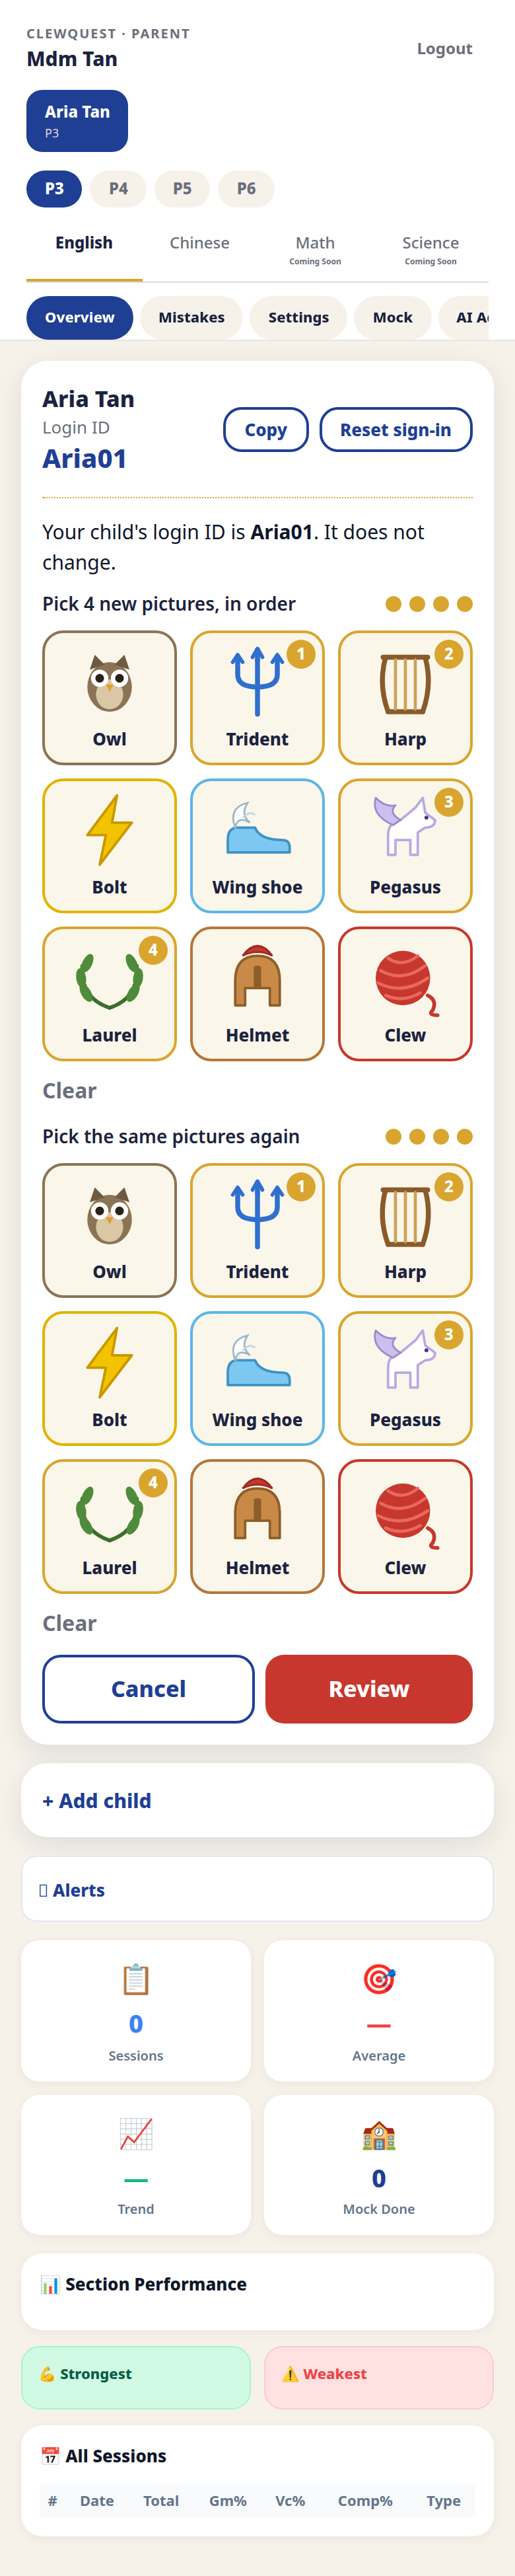 CLEWQUEST · PARENT
Mdm Tan
Logout
Aria Tan
P3
P3 P4 P5 P6
English Chinese Math Science
Coming Soon Coming Soon
Overview Mistakes Settings Mock AI
Aria Tan
Login ID
Aria01
Copy Reset sign-in
Your child's login ID is Aria01. It does not
change.
Pick 4 new pictures, in order
1 2
Owl Trident Harp
3
Bolt Wing shoe Pegasus
4
Laurel Helmet Clew
Clear
Pick the same pictures again
1 2
Owl Trident Harp
3
Bolt Wing shoe Pegasus
4
Laurel Helmet Clew
Clear
Cancel Review
+ Add child
Alerts
0 —
Sessions Average
— 0
Trend Mock Done
Section Performance
Strongest Weakest
All Sessions
# Date Total Gm% Vc% Comp% Type